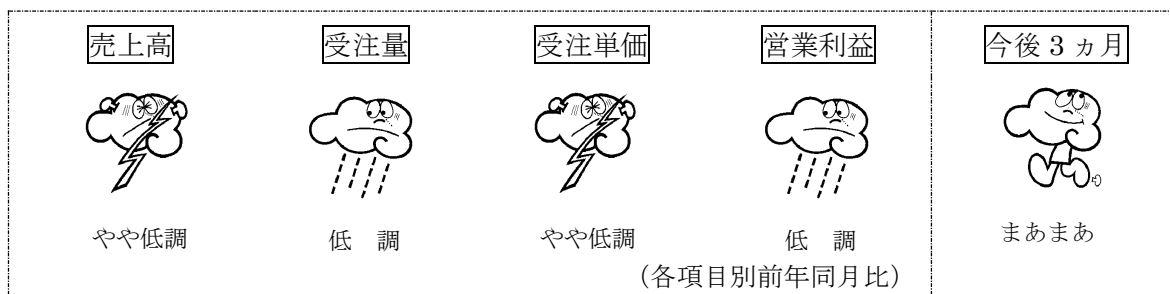 売上高 受注量 受注単価 営業利益 今後3ヵ月
やや低調 低 調 やや低調 低 調 まあまあ
(各項目別前年同月比)